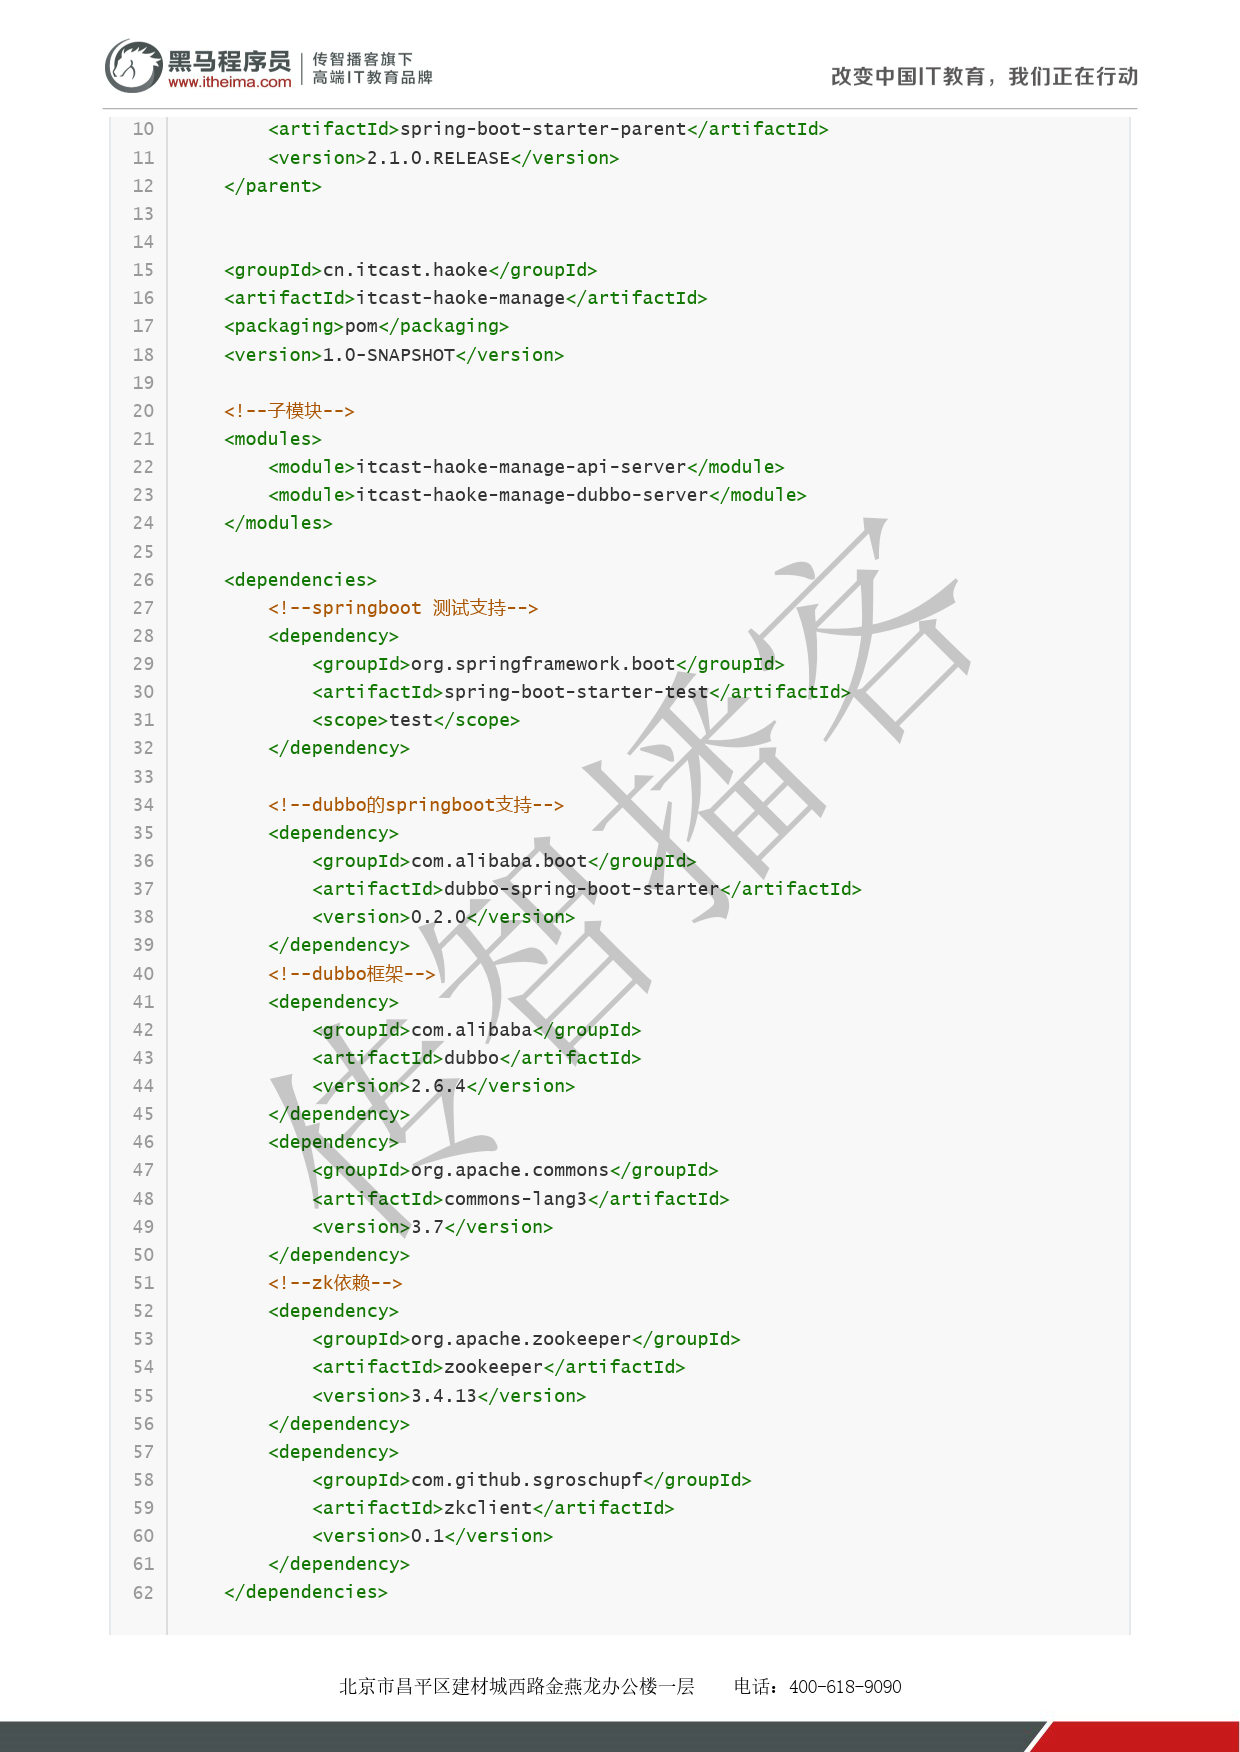 黑马程序员
www.itheima.com
传智播客旗下
高端IT教育品牌
改变中国IT教育，我们正在行动
10 <artifactId>spring-boot-starter-parent</artifactId>
11 <version>2.1.0.RELEASE</version>
12 </parent>
13
14
15 <groupId>cn.itcast.haoke</groupId>
16 <artifactId>itcast-haoke-manage</artifactId>
17 <packaging>pom</packaging>
18 <version>1.0-SNAPSHOT</version>
19
20 <!--子模块-->
21 <modules>
22 <module>itcast-haoke-manage-api-server</module>
23 <module>itcast-haoke-manage-dubbo-server</module>
24 </modules>
25
26 <dependencies>
27 <!--springboot 测试支持-->
28 <dependency>
29 <groupId>org.springframework.boot</groupId>
30 <artifactId>spring-boot-starter-test</artifactId>
31 <scope>test</scope>
32 </dependency>
33
34 <!--dubbo的springboot支持-->
35 <dependency>
36 <groupId>com.alibaba.boot</groupId>
37 <artifactId>dubbo-spring-boot-starter</artifactId>
38 <version>0.2.0</version>
39 </dependency>
40 <!--dubbo框架-->
41 <dependency>
42 <groupId>com.alibaba</groupId>
43 <artifactId>dubbo</artifactId>
44 <version>2.6.4</version>
45 </dependency>
46 <dependency>
47 <groupId>org.apache.commons</groupId>
48 <artifactId>commons-lang3</artifactId>
49 <version>3.7</version>
50 </dependency>
51 <!--zk依赖-->
52 <dependency>
53 <groupId>org.apache.zookeeper</groupId>
54 <artifactId>zookeeper</artifactId>
55 <version>3.4.13</version>
56 </dependency>
57 <dependency>
58 <groupId>com.github.sgroschupf</groupId>
59 <artifactId>zkclient</artifactId>
60 <version>0.1</version>
61 </dependency>
62 </dependencies>
传智播客
北京市昌平区建材城西路金燕龙办公楼一层 电话：400-618-9090